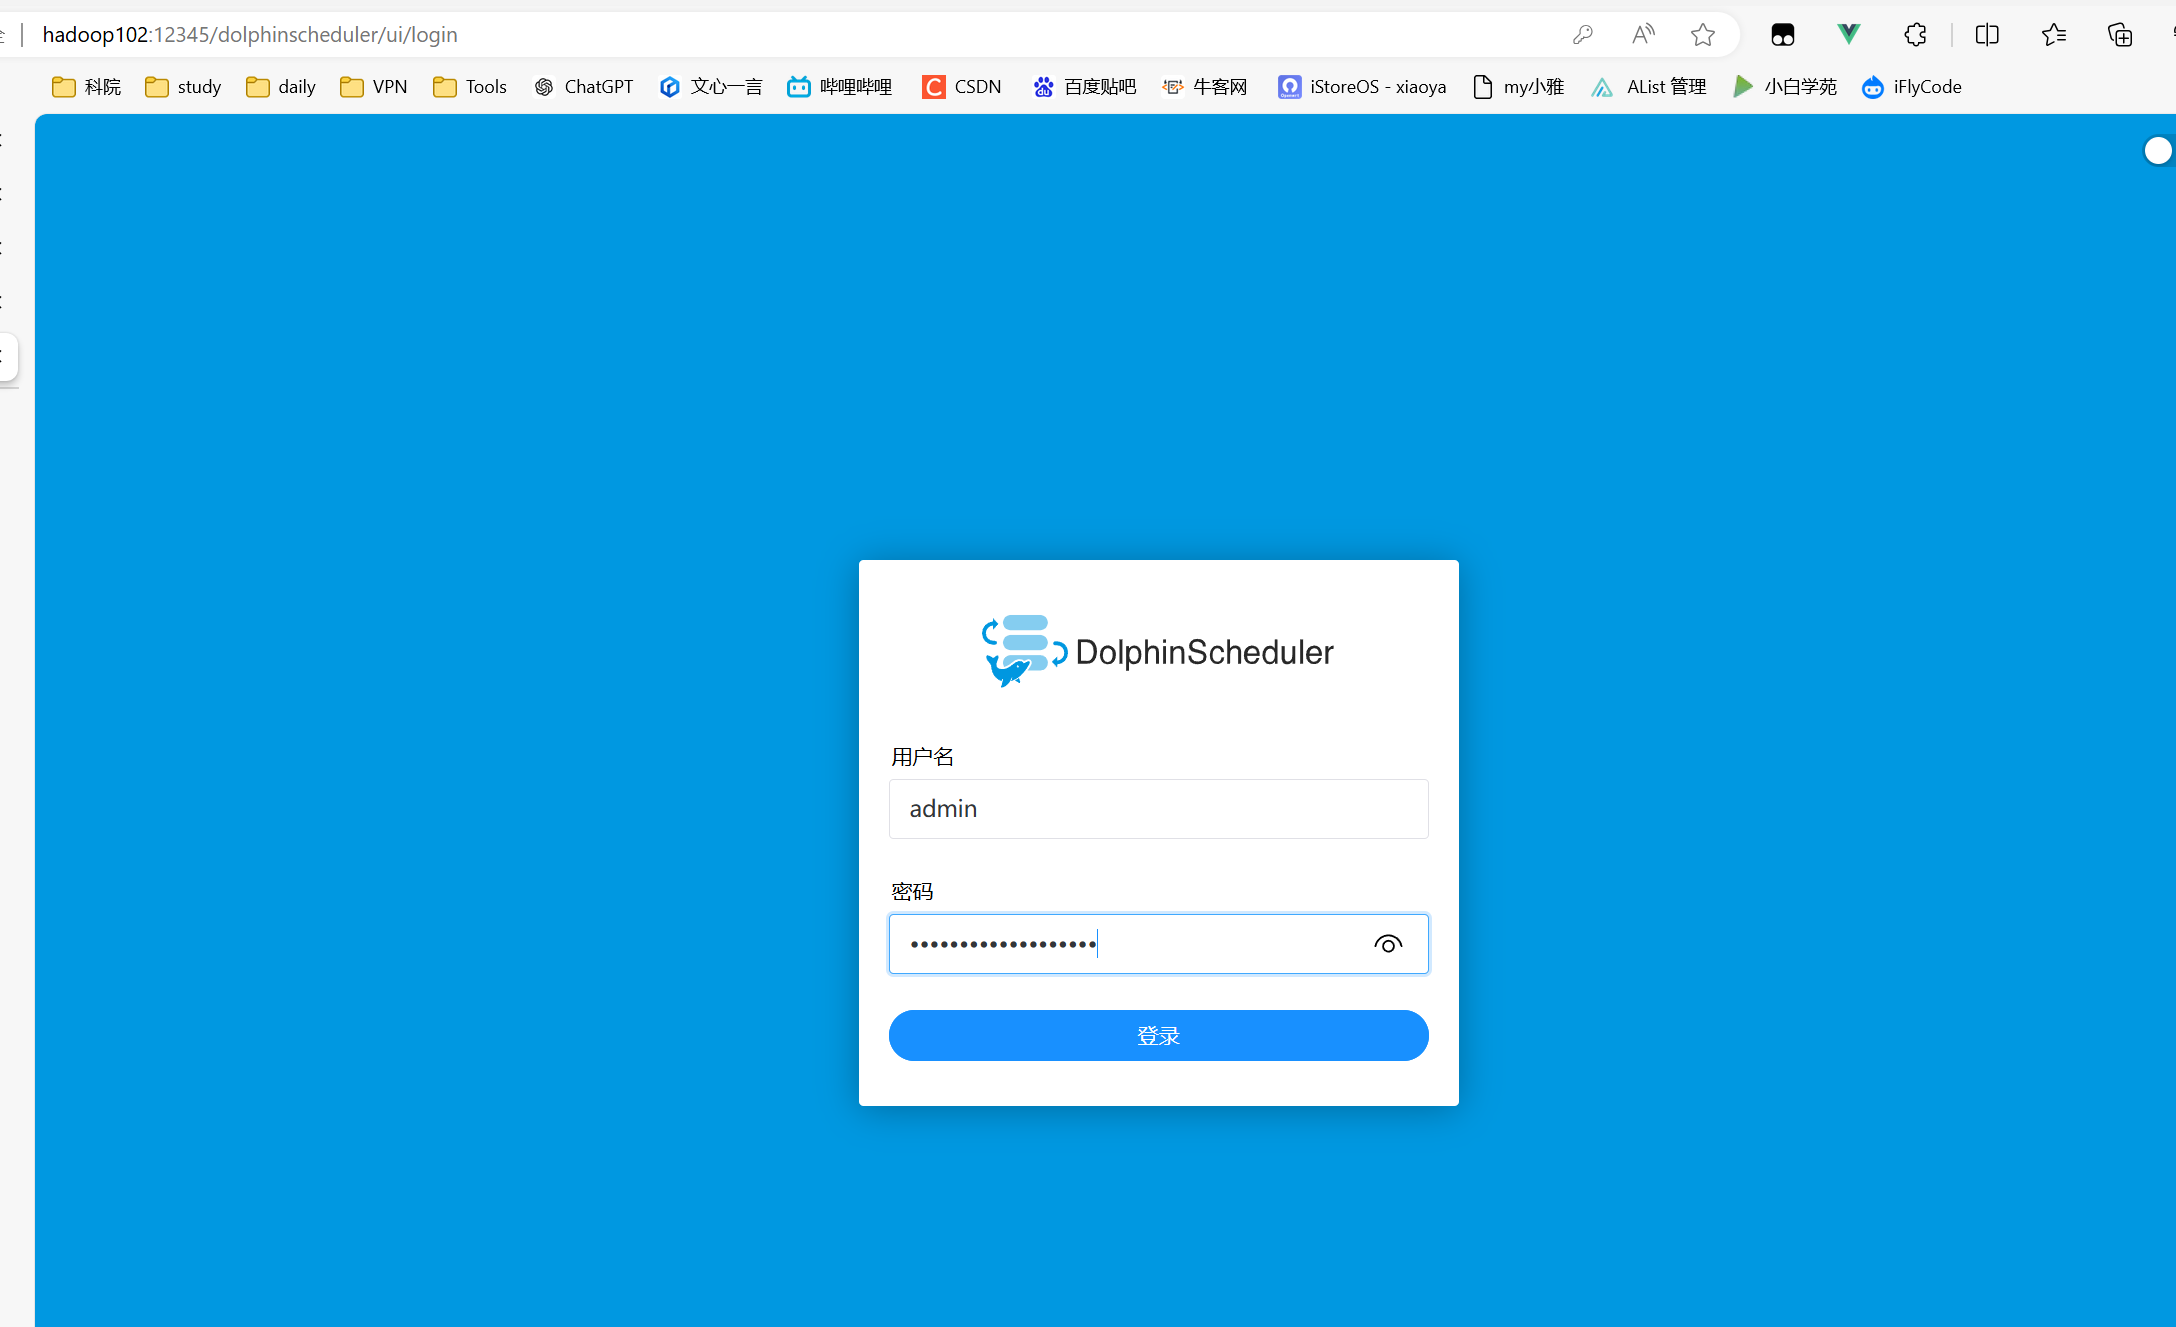 hadoop102:12345/dolphinscheduler/ui/login
科院 study daily VPN Tools ChatGPT 文心一言 哔哩哔哩 CSDN 百度贴吧 牛客网 iStoreOS - xiaoya my小雅 AList 管理 小白学苑 iFlyCode
DolphinScheduler
用户名
admin
密码
登录